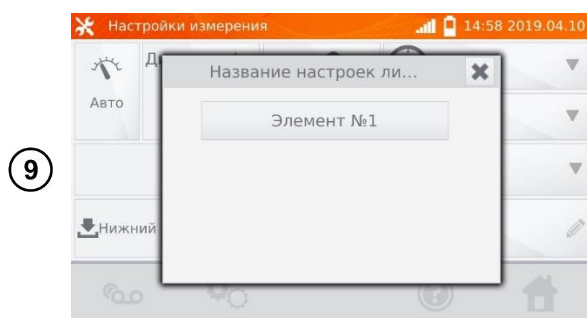 Настройки измерения 14:58 2019.04.10
Название настроек ли...
Авто
Элемент №1
9
Нижний